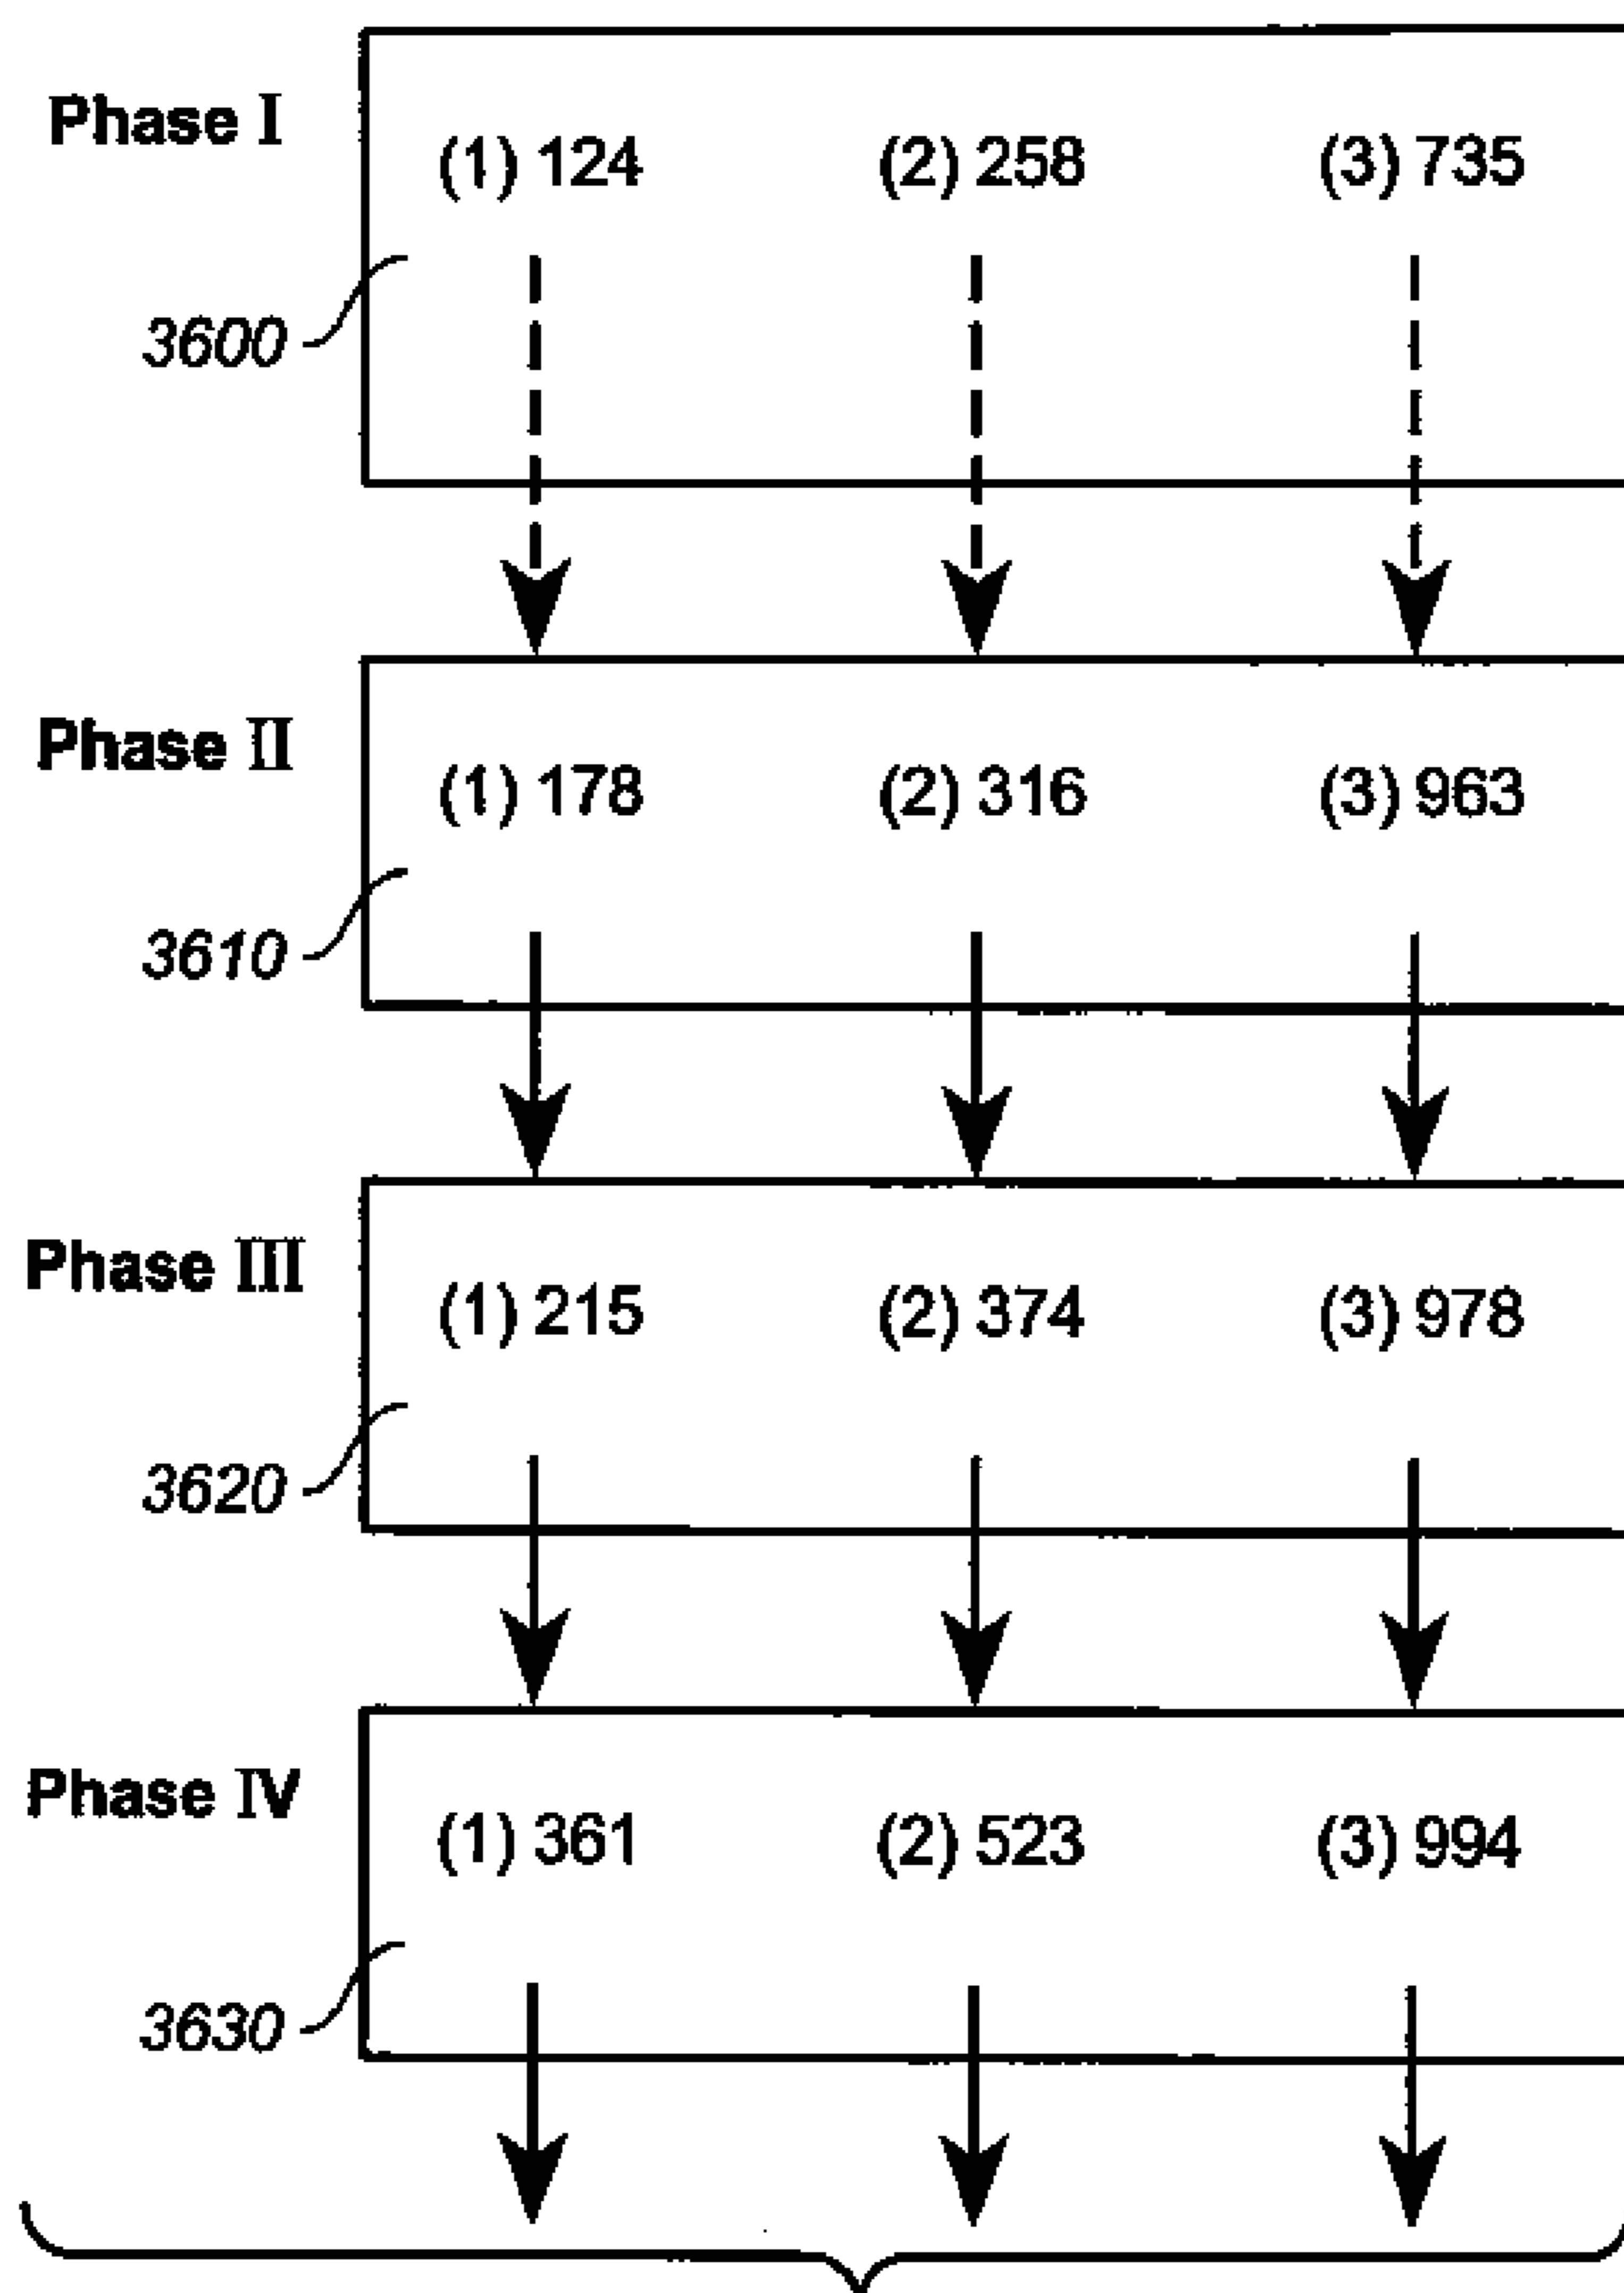 Phase I
(1) 124 (2) 258 (3) 735
3600
Phase II
(1) 178 (2) 316 (3) 963
3610
Phase III
(1) 215 (2) 374 (3) 978
3620
Phase IV
(1) 361 (2) 523 (3) 994
3630